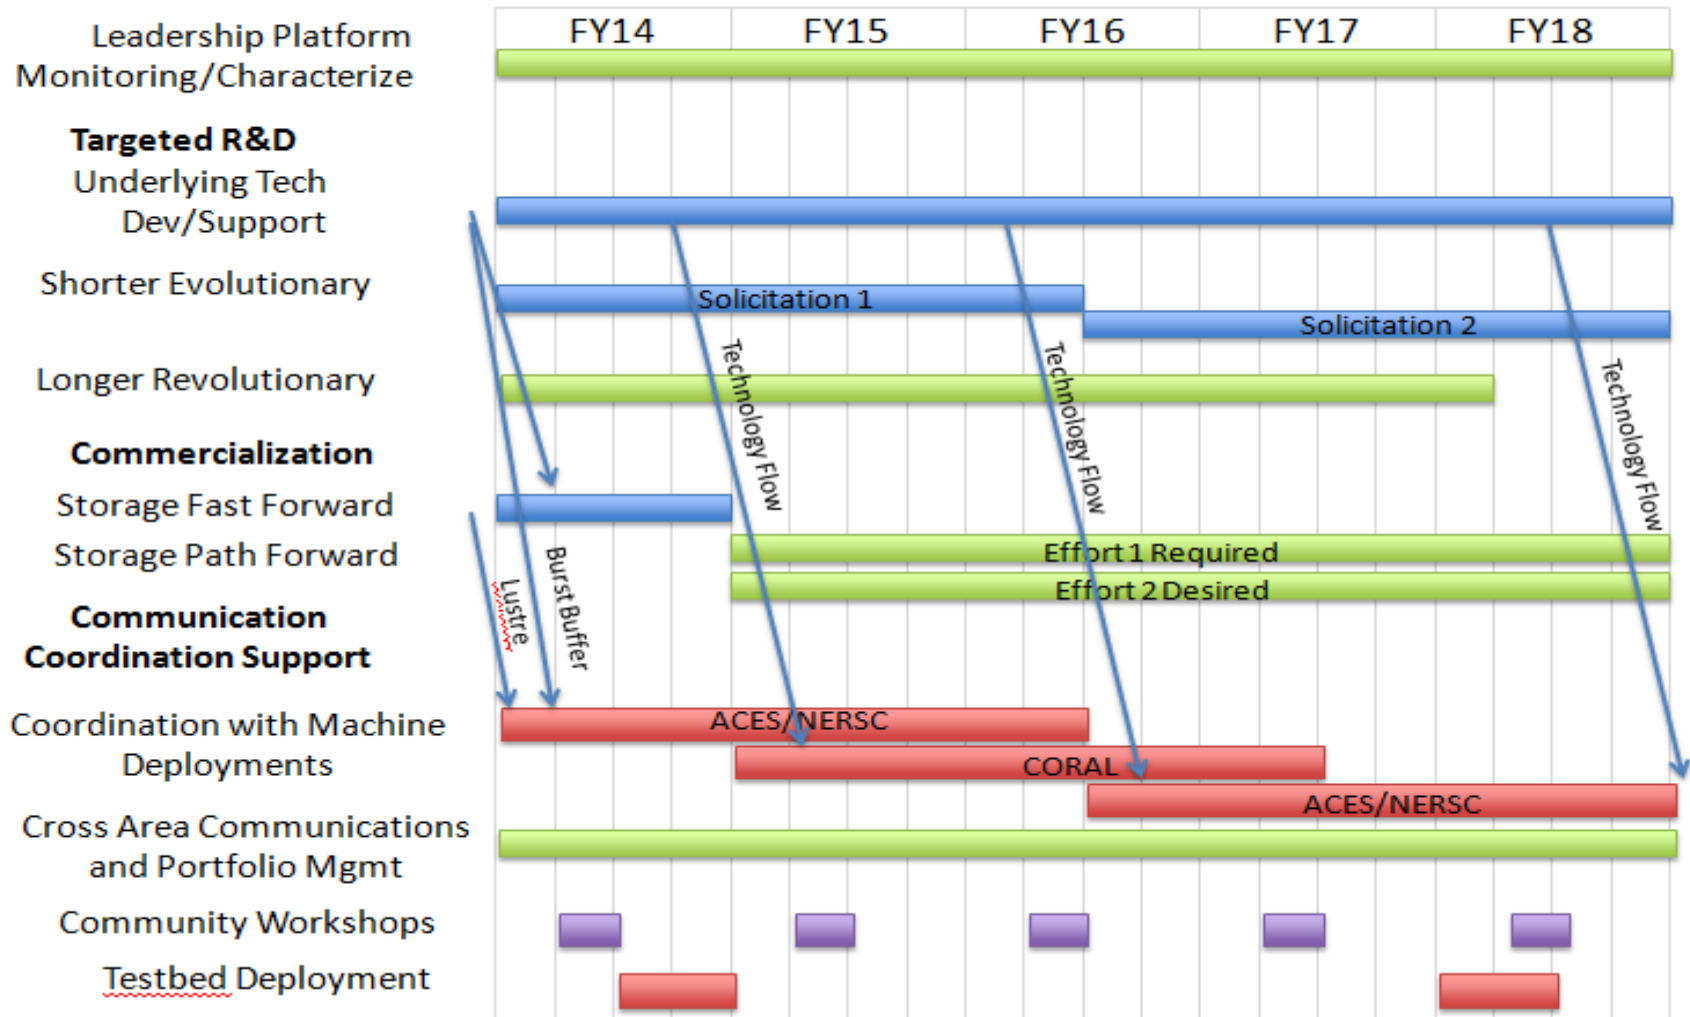 FY14 FY15 FY16 FY17 FY18
Leadership Platform
Monitoring/Characterize
Targeted R&D
Underlying Tech
Dev/Support
Shorter Evolutionary
Solicitation 1
Solicitation 2
Technology Flow
Technology Flow
Technology Flow
Longer Revolutionary
Commercialization
Storage Fast Forward
Storage Path Forward
Effort 1 Required
Effort 2 Desired
Lustre
Burst Buffer
Communication
Coordination Support
Coordination with Machine
Deployments
ACES/NERSC
CORAL
ACES/NERSC
Cross Area Communications
and Portfolio Mgmt
Community Workshops
Testbed Deployment